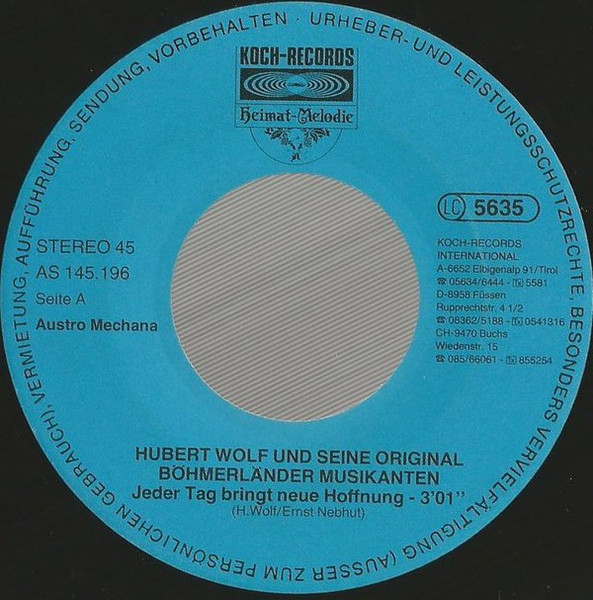 URHEBER- UND LEISTUNGSSCHUTZRECHTE, BESONDERS VERVIELFÄLTIGUNG (AUSSER ZUM PERSÖNLICHEN GEBRAUCH), VERMIETUNG, AUFFÜHRUNG, SENDUNG, VORBEHALTEN ·
KOCH-RECORDS
Heimat-Melodie
LC 5635
STEREO 45
AS 145.196
Seite A
Austro Mechana
KOCH-RECORDS
INTERNATIONAL
A-6652 Elbigenalp 91/Tirol
☎ 05634/6444 - Tx 5581
D-8958 Füssen
Rupprechtstr. 4 1/2
☎ 08362/5188 - Tx 0541316
CH-9470 Buchs
Wiedenstr. 15
☎ 085/66061 - Tx 855254
HUBERT WOLF UND SEINE ORIGINAL
BÖHMERLÄNDER MUSIKANTEN
Jeder Tag bringt neue Hoffnung - 3'01"
(H.Wolf/Ernst Nebhut)